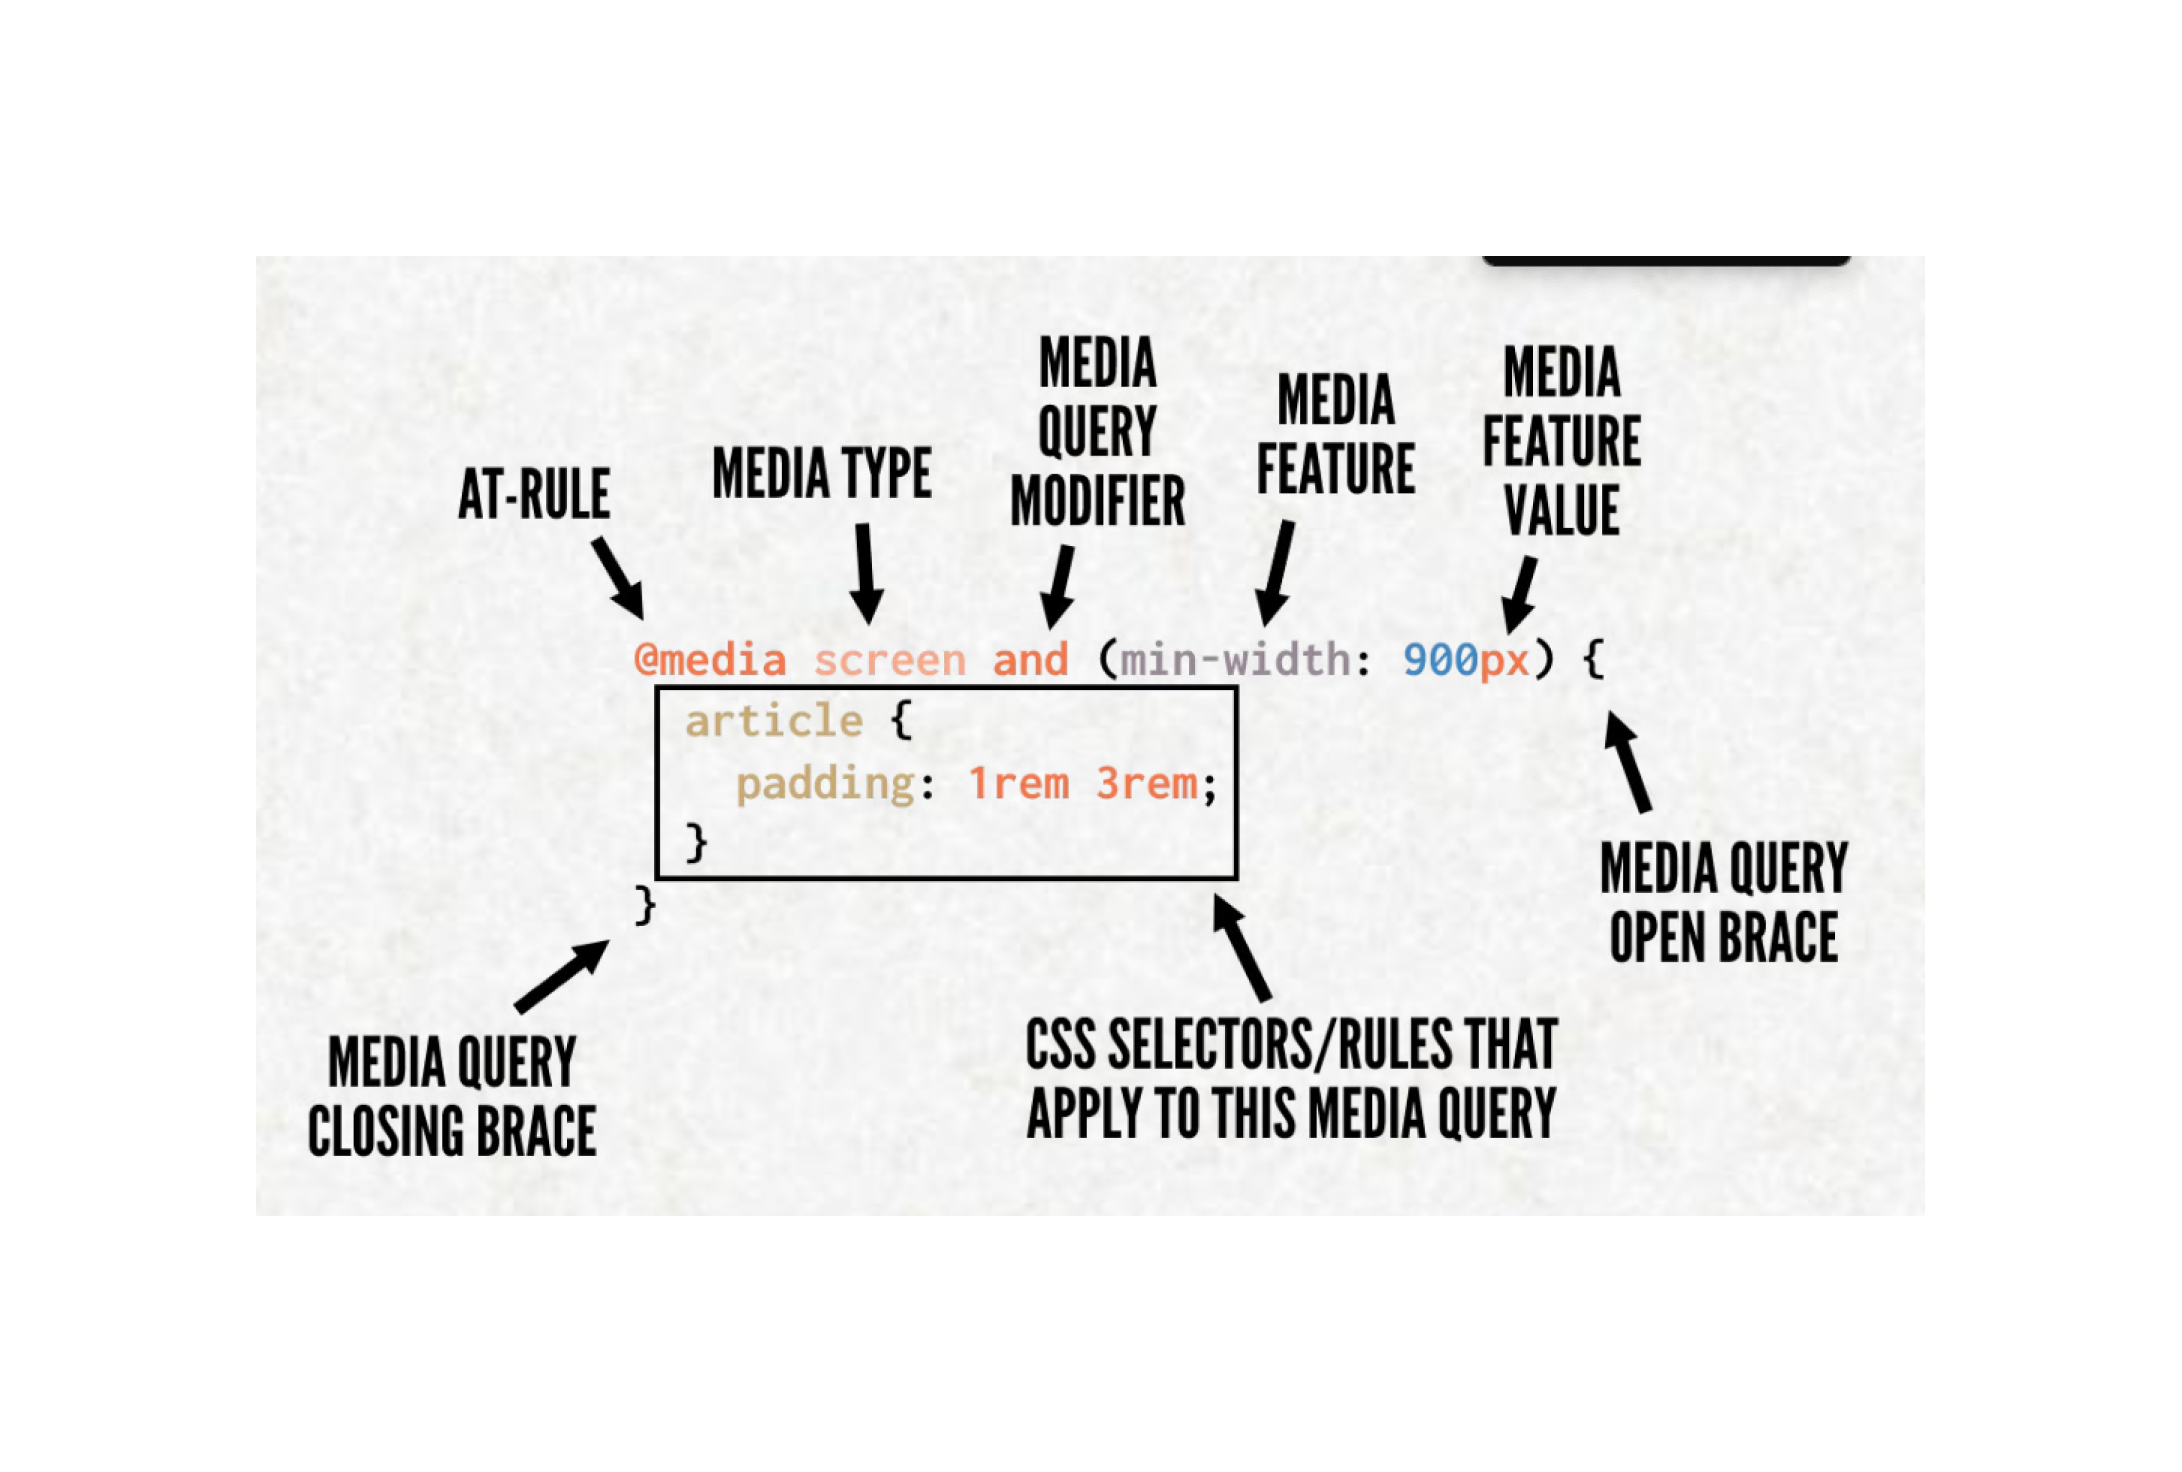 MEDIA
QUERY
MODIFIER
MEDIA
FEATURE
MEDIA
FEATURE
VALUE
AT-RULE
MEDIA TYPE
@media screen and (min-width: 900px) {
article {
padding: 1rem 3rem;
}
}
MEDIA QUERY
OPEN BRACE
MEDIA QUERY
CLOSING BRACE
CSS SELECTORS/RULES THAT
APPLY TO THIS MEDIA QUERY